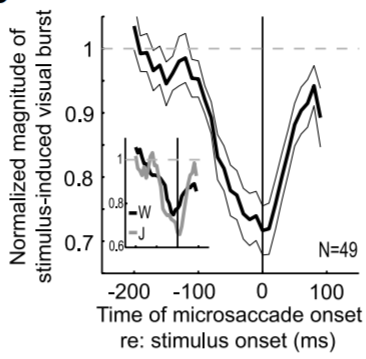 Normalized magnitude of
stimulus-induced visual burst
1
0.9
0.8
0.7
1
0.8
0.6
W
J
N=49
-200 -100 0 100
Time of microsaccade onset
re: stimulus onset (ms)